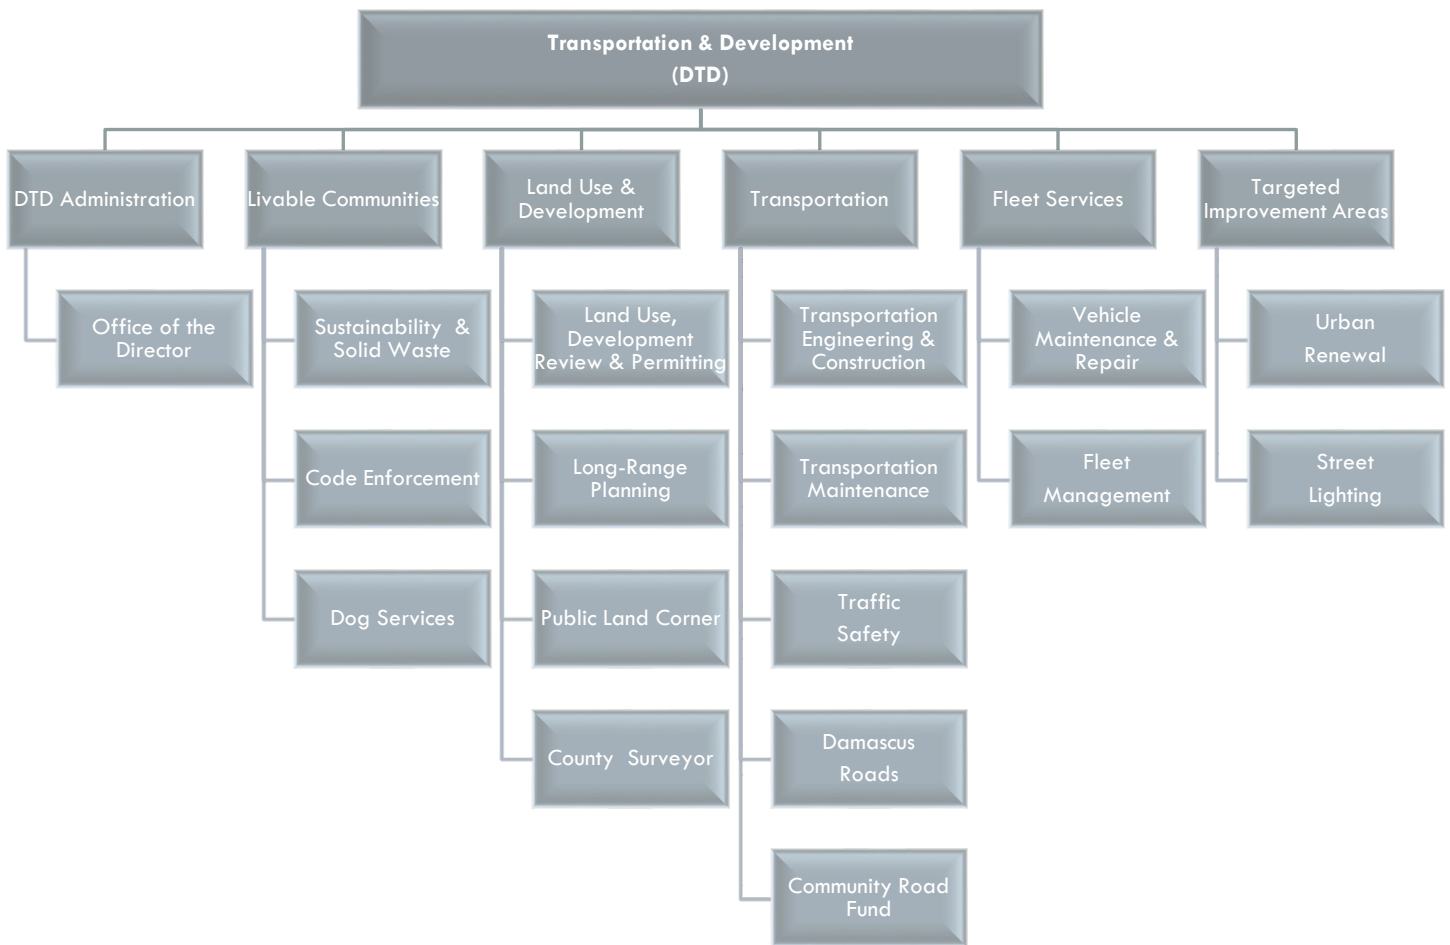 Transportation & Development
(DTD)
DTD Administration
Livable Communities
Land Use &
Development
Transportation
Fleet Services
Targeted
Improvement Areas
Office of the
Director
Sustainability  &
Solid Waste
Land Use,
Development
Review & Permitting
Transportation
Engineering &
Construction
Vehicle
Maintenance &
Repair
Urban
Renewal
Code Enforcement
Long-Range
Planning
Transportation
Maintenance
Fleet
Management
Street
Lighting
Dog Services
Public Land Corner
Traffic
Safety
County  Surveyor
Damascus
Roads
Community Road
Fund